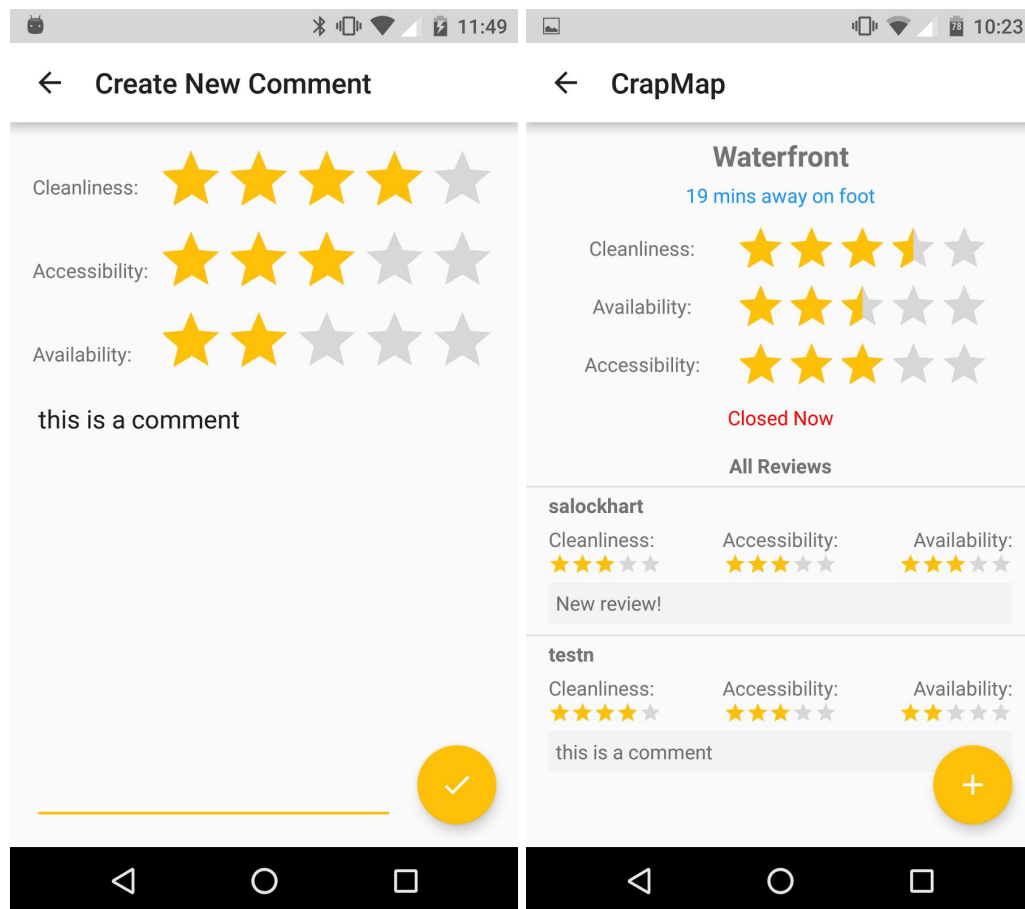 11:49
Create New Comment
Cleanliness:
Accessibility:
Availability:
this is a comment
78 10:23
CrapMap
Waterfront
19 mins away on foot
Cleanliness:
Availability:
Accessibility:
Closed Now
All Reviews
salockhart
Cleanliness: Accessibility: Availability:
New review!
testn
Cleanliness: Accessibility: Availability:
this is a comment